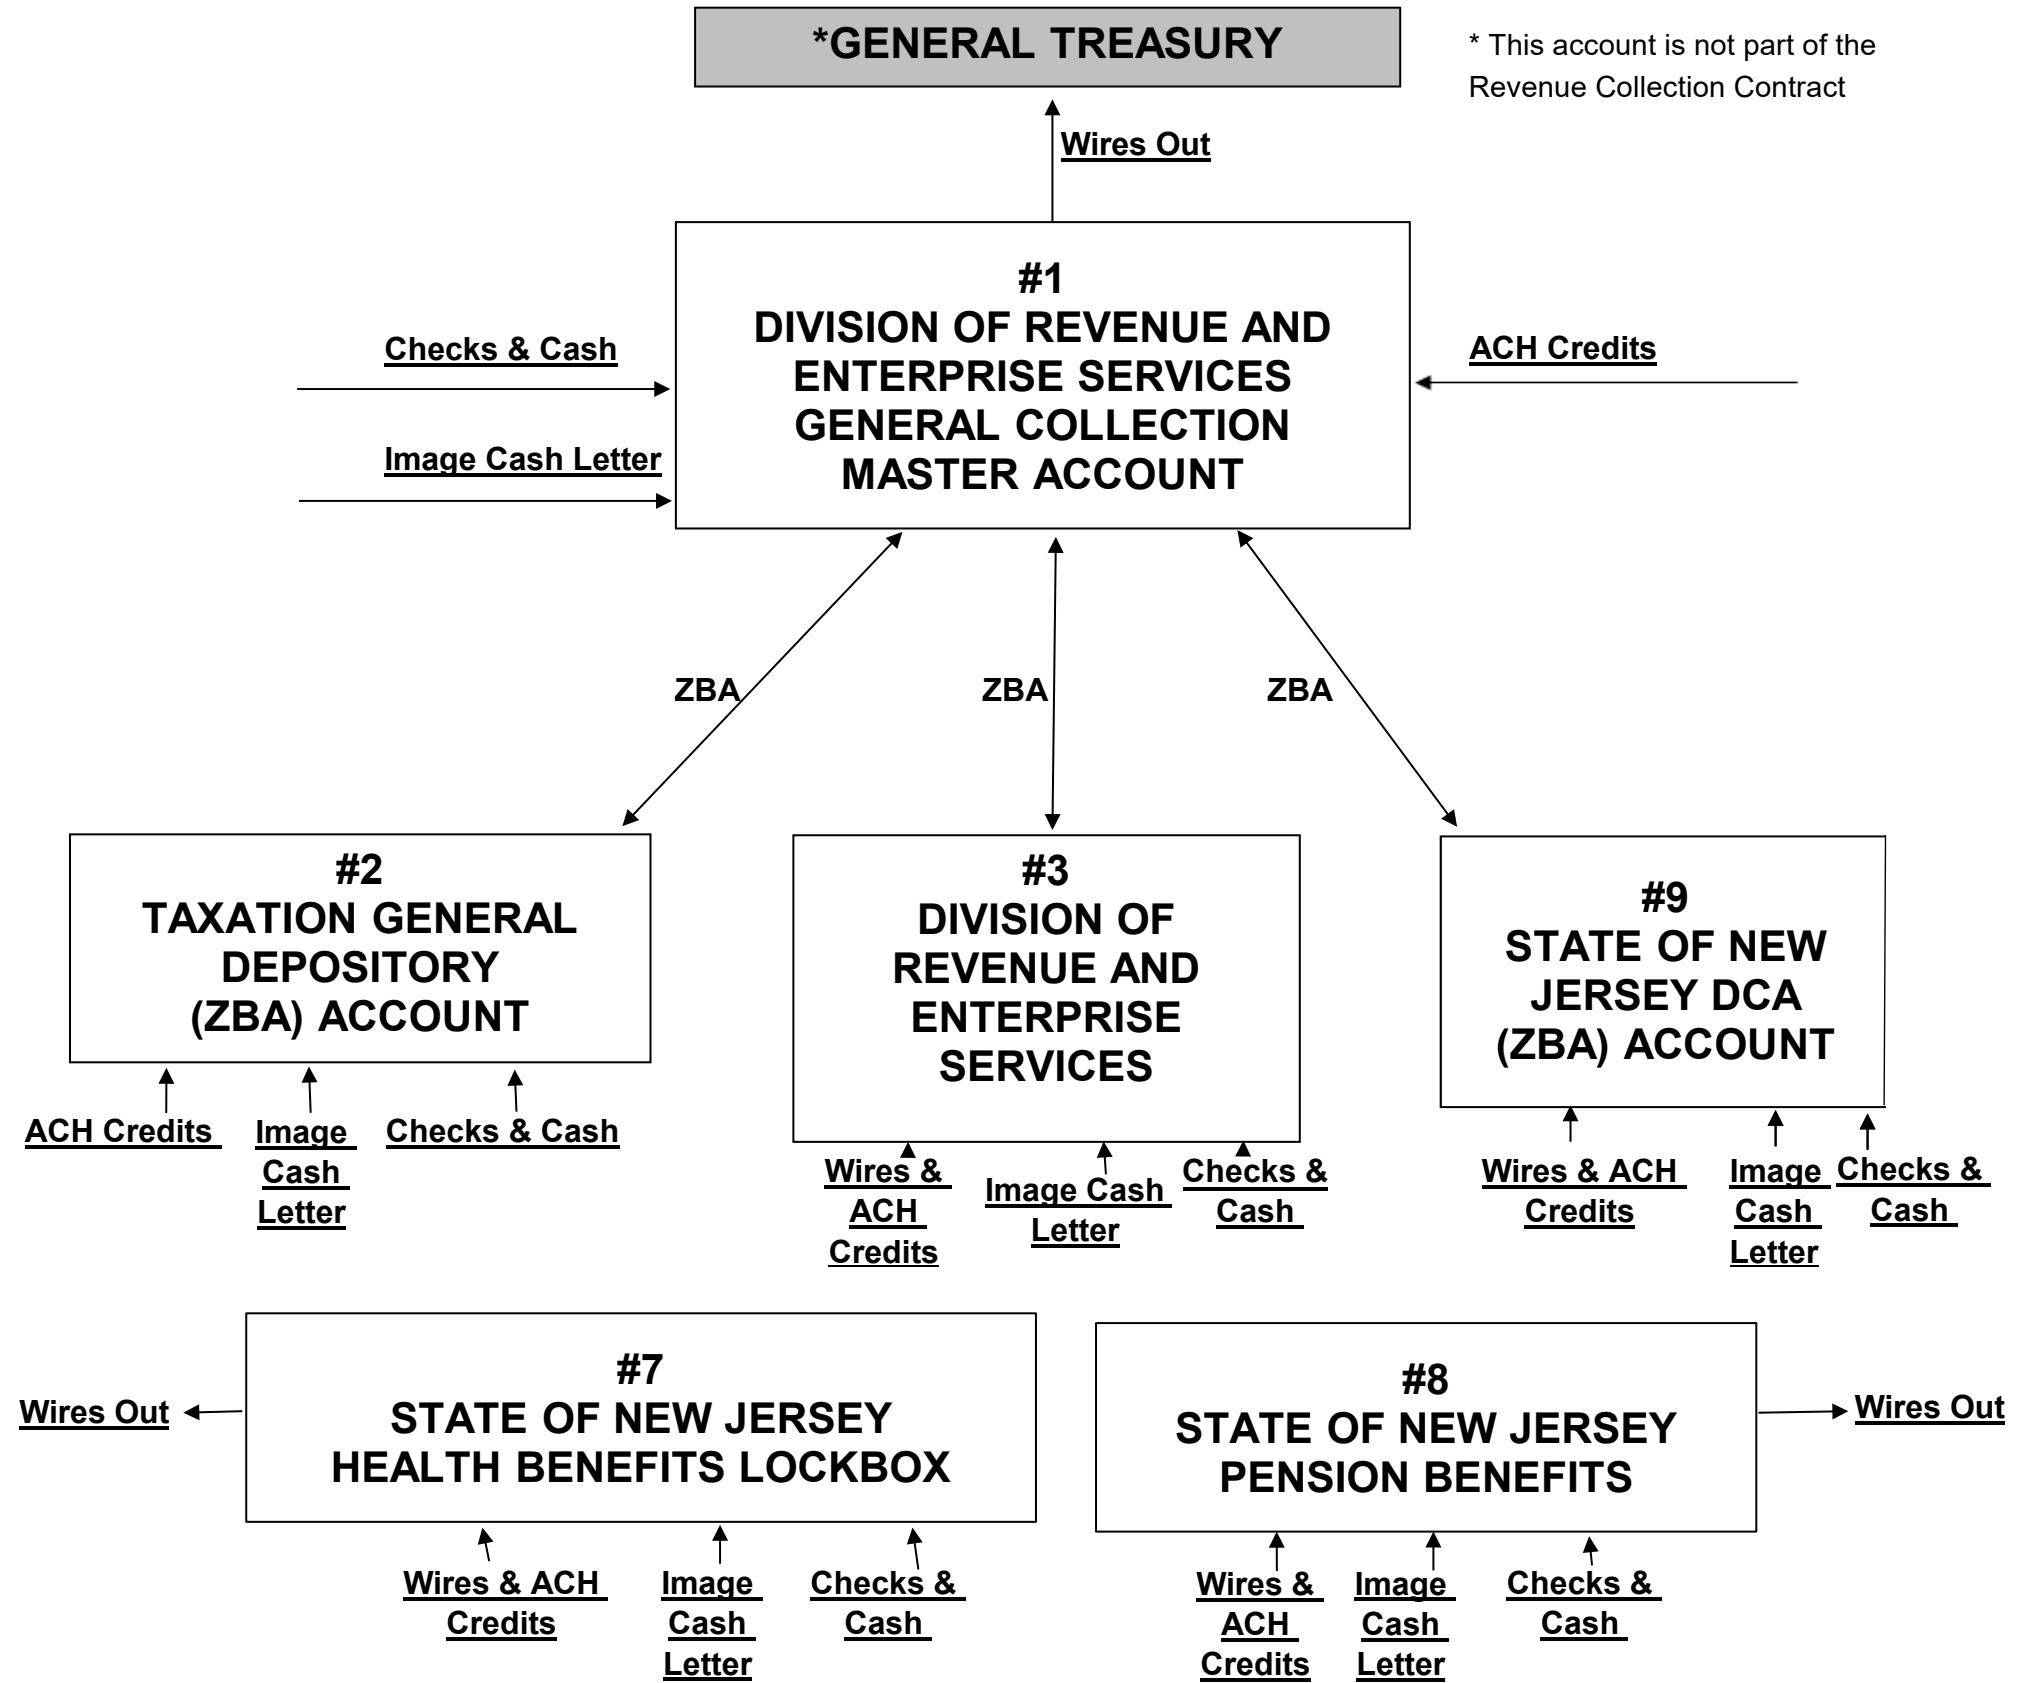 *GENERAL TREASURY
* This account is not part of the
Revenue Collection Contract
Wires Out
#1
DIVISION OF REVENUE AND
ENTERPRISE SERVICES
GENERAL COLLECTION
MASTER ACCOUNT
Checks & Cash
Image Cash Letter
ACH Credits
ZBA
ZBA
ZBA
#2
TAXATION GENERAL
DEPOSITORY
(ZBA) ACCOUNT
#3
DIVISION OF
REVENUE AND
ENTERPRISE
SERVICES
#9
STATE OF NEW
JERSEY DCA
(ZBA) ACCOUNT
ACH Credits
Image
Cash
Letter
Checks & Cash
Wires &
ACH
Credits
Image Cash
Letter
Checks &
Cash
Wires & ACH
Credits
Image
Cash
Letter
Checks &
Cash
Wires Out
#7
STATE OF NEW JERSEY
HEALTH BENEFITS LOCKBOX
#8
STATE OF NEW JERSEY
PENSION BENEFITS
Wires Out
Wires & ACH
Credits
Image
Cash
Letter
Checks &
Cash
Wires &
ACH
Credits
Image
Cash
Letter
Checks &
Cash